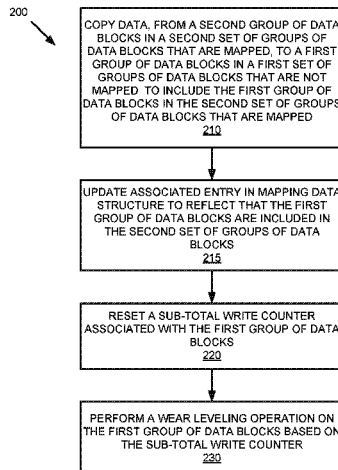 200
COPY DATA, FROM A SECOND GROUP OF DATA
BLOCKS IN A SECOND SET OF GROUPS OF
DATA BLOCKS THAT ARE MAPPED, TO A FIRST
GROUP OF DATA BLOCKS IN A FIRST SET OF
GROUPS OF DATA BLOCKS THAT ARE NOT
MAPPED TO INCLUDE THE FIRST GROUP OF
DATA BLOCKS IN THE SECOND SET OF GROUPS
OF DATA BLOCKS THAT ARE MAPPED
210
UPDATE ASSOCIATED ENTRY IN MAPPING DATA
STRUCTURE TO REFLECT THAT THE FIRST
GROUP OF DATA BLOCKS ARE INCLUDED IN
THE SECOND SET OF GROUPS OF DATA
BLOCKS
215
RESET A SUB-TOTAL WRITE COUNTER
ASSOCIATED WITH THE FIRST GROUP OF DATA
BLOCKS
220
PERFORM A WEAR LEVELING OPERATION ON
THE FIRST GROUP OF DATA BLOCKS BASED ON
THE SUB-TOTAL WRITE COUNTER
230